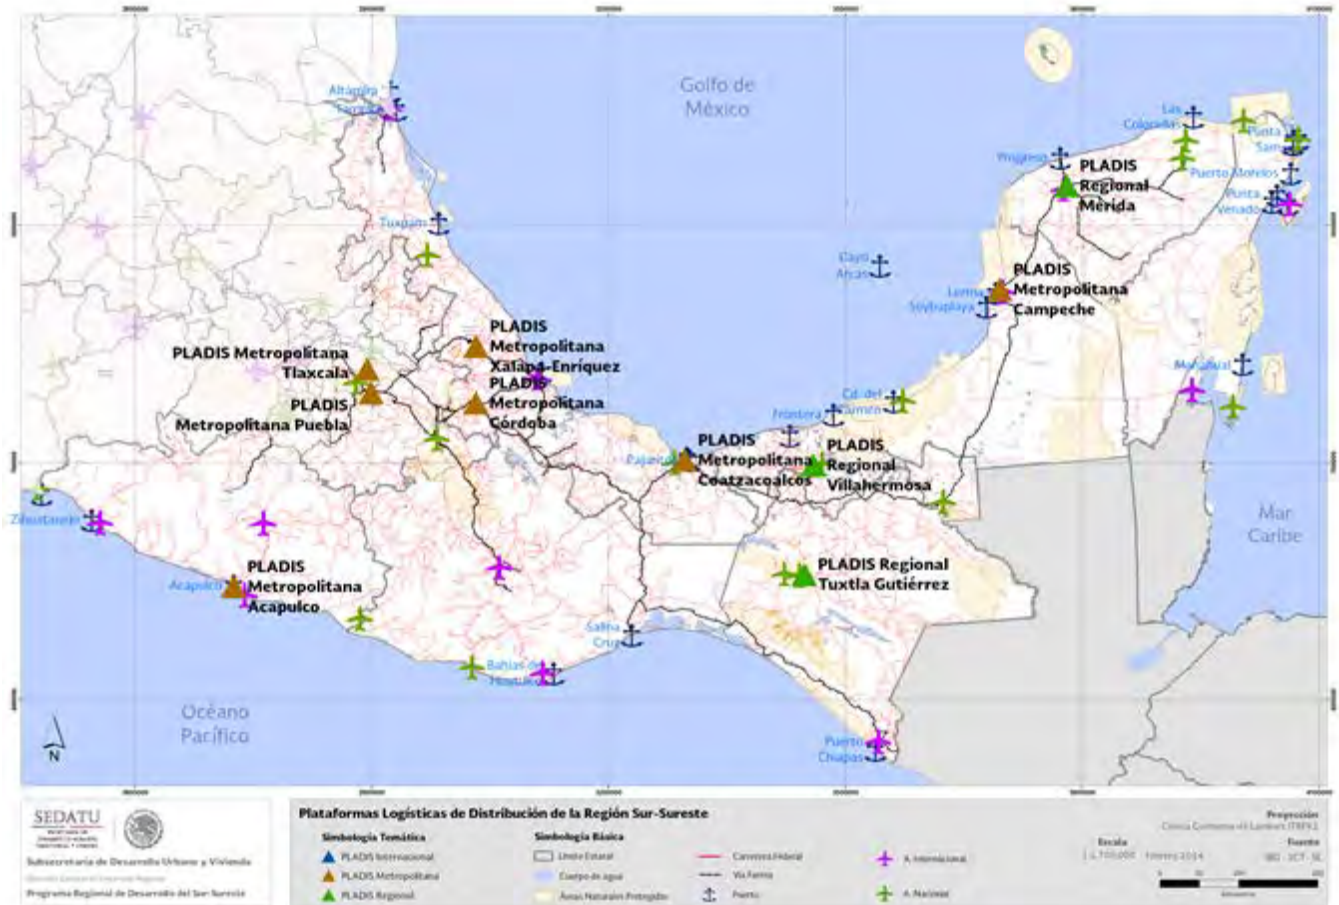 Golfo de
México
Altamira
Las
Coloradas
Punta
Sam
Progreso
PLADIS
Regional
Mérida
Puerto Morelos
Punta
Venado
Tuxpam
Cayo
Arcas
PLADIS
Metropolitana
Campeche
Lerma
Seybaplaya
PLADIS
Metropolitana
Xalapa-Enríquez
PLADIS Metropolitana
Tlaxcala
PLADIS
Metropolitana Puebla
PLADIS
Metropolitana
Córdoba
Mahahual
Cd. del
Carmen
Frontera
Pajaritos
PLADIS
Metropolitana
Coatzacoalcos
PLADIS
Regional
Villahermosa
Zihuatanejo
Mar
Caribe
Acapulco
PLADIS
Metropolitana
Acapulco
PLADIS Regional
Tuxtla Gutiérrez
Salina
Cruz
Bahías de
Huatulco
Océano
Pacífico
Puerto
Chiapas
N
SEDATU
Subsecretaría de Desarrollo Urbano y Vivienda
Programa Regional de Desarrollo del Sur-Sureste
Plataformas Logísticas de Distribución de la Región Sur-Sureste
Simbología Temática
PLADIS Internacional
PLADIS Metropolitana
PLADIS Regional
Simbología Básica
Límite Estatal
Cuerpo de agua
Áreas Naturales Protegidas
Carretera Federal
Vía Férrea
Puerto
A. Internacional
A. Nacional
Escala
Febrero 2014
Proyección
Fuente